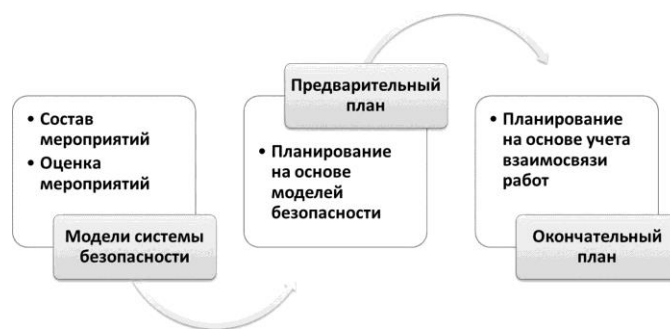 • Состав
мероприятий
• Оценка
мероприятий
Модели системы
безопасности
Предварительный
план
• Планирование
на основе
моделей
безопасности
• Планирование
на основе учета
взаимосвязи
работ
Окончательный
план